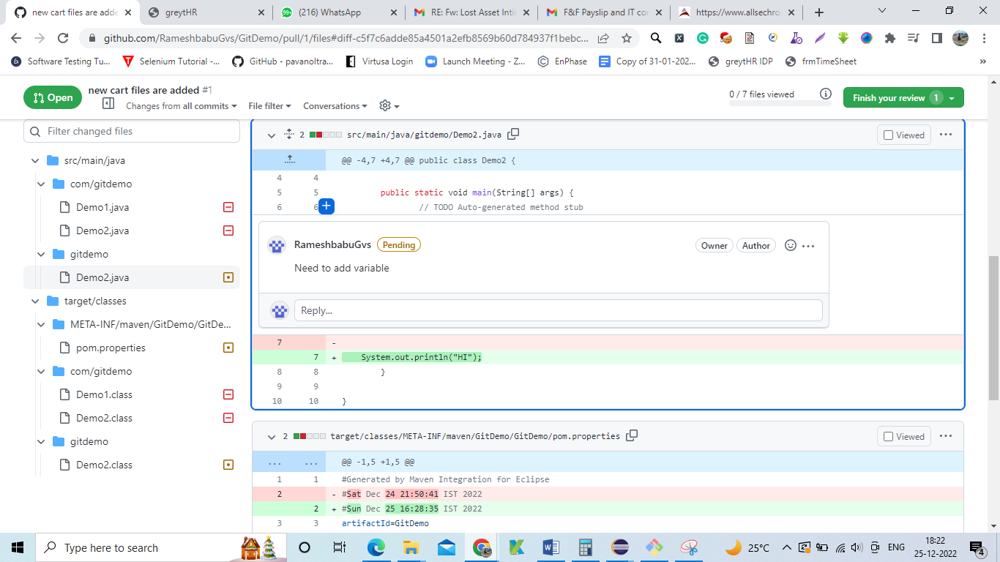 new cart files are adde
greytHR
(216) WhatsApp
RE: Fw: Lost Asset Inti
F&F Payslip and IT cor
https://www.allsechro.
github.com/RameshbabuGvs/GitDemo/pull/1/files#diff-c5f7c6adde85a4501a2efb8569b60d784937f1bebc...
Software Testing Tu...
Selenium Tutorial -...
GitHub - pavanoltra...
Virtusa Login
Launch Meeting - Z...
EnPhase
Copy of 31-01-202...
greytHR IDP
frmTimeSheet
»
Open
new cart files are added #1
Changes from all commits
File filter
Conversations
0 / 7 files viewed
Finish your review 1
Filter changed files
src/main/java
com/gitdemo
Demo1.java
Demo2.java
gitdemo
Demo2.java
target/classes
META-INF/maven/GitDemo/GitDe...
pom.properties
com/gitdemo
Demo1.class
Demo2.class
gitdemo
Demo2.class
2 src/main/java/gitdemo/Demo2.java
Viewed
@@ -4,7 +4,7 @@ public class Demo2 {
4 4
5 5 public static void main(String[] args) {
6 6 // TODO Auto-generated method stub
RameshbabuGvs Pending
Owner
Author
Need to add variable
Reply...
7 -
7 + System.out.println("HI");
8 8 }
9 9
10 10 }
2 target/classes/META-INF/maven/GitDemo/GitDemo/pom.properties
Viewed
... ... @@ -1,5 +1,5 @@
1 1 #Generated by Maven Integration for Eclipse
2 - #Sat Dec 24 21:50:41 IST 2022
2 + #Sun Dec 25 16:28:35 IST 2022
3 3 artifactId=GitDemo
Type here to search
25°C
ENG
18:22
25-12-2022
4